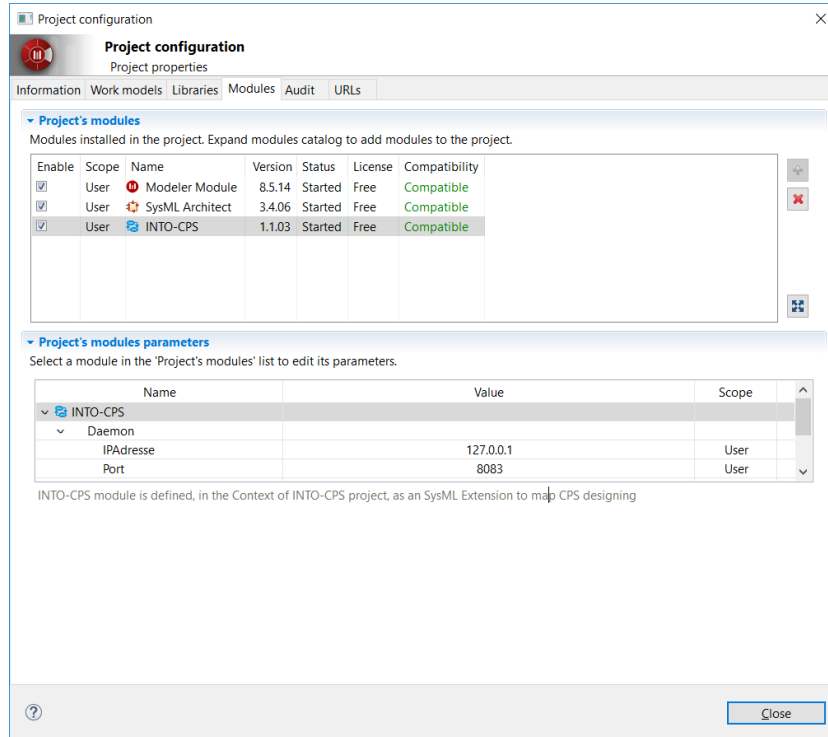 Project configuration
Project configuration
Project properties
Information Work models Libraries Modules Audit URLs
Project's modules
Modules installed in the project. Expand modules catalog to add modules to the project.
Enable Scope Name Version Status License Compatibility
User Modeler Module 8.5.14 Started Free Compatible
User SysML Architect 3.4.06 Started Free Compatible
User INTO-CPS 1.1.03 Started Free Compatible
Project's modules parameters
Select a module in the 'Project's modules' list to edit its parameters.
Name Value Scope
INTO-CPS
Daemon
IPAdresse 127.0.0.1 User
Port 8083 User
INTO-CPS module is defined, in the Context of INTO-CPS project, as an SysML Extension to map CPS designing
Close